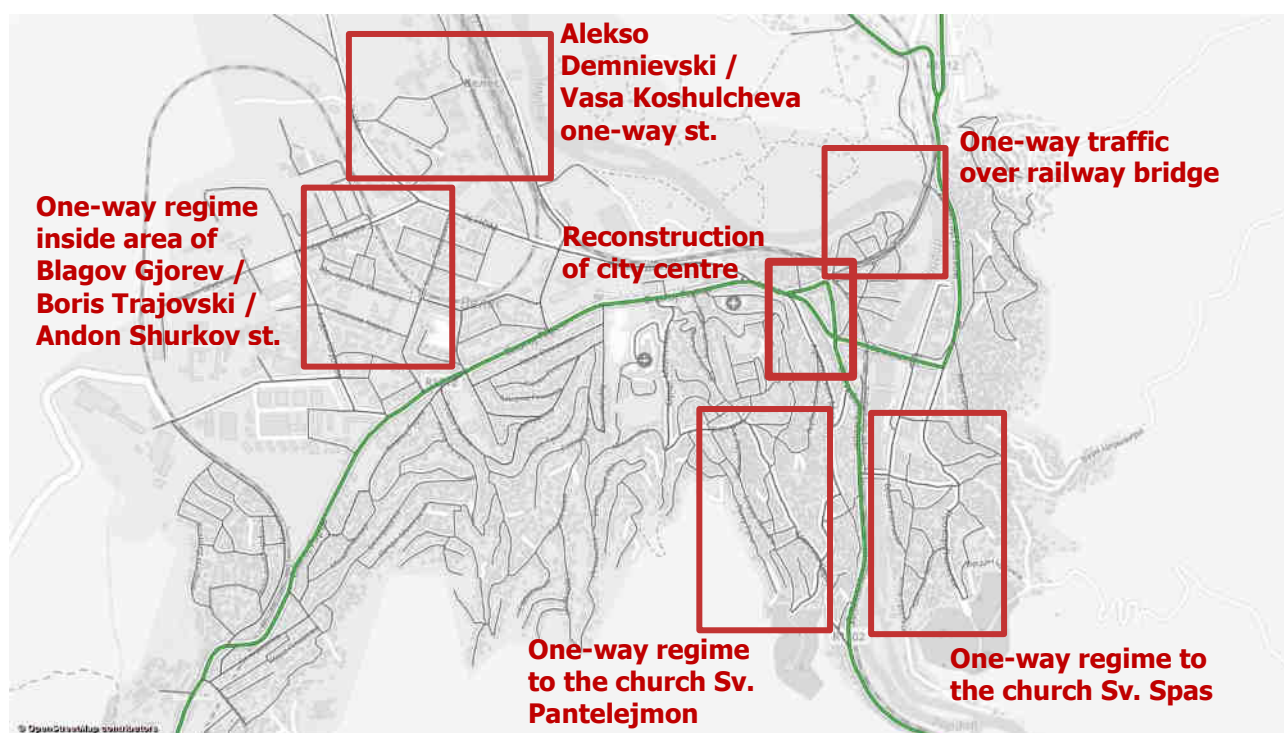 Alekso
Demnievski /
Vasa Koshulcheva
one-way st.
One-way traffic
over railway bridge
One-way regime
inside area of
Blagov Gjorev /
Boris Trajovski /
Andon Shurkov st.
Reconstruction
of city centre
One-way regime
to the church Sv.
Pantelejmon
One-way regime to
the church Sv. Spas
© OpenStreetMap contributors